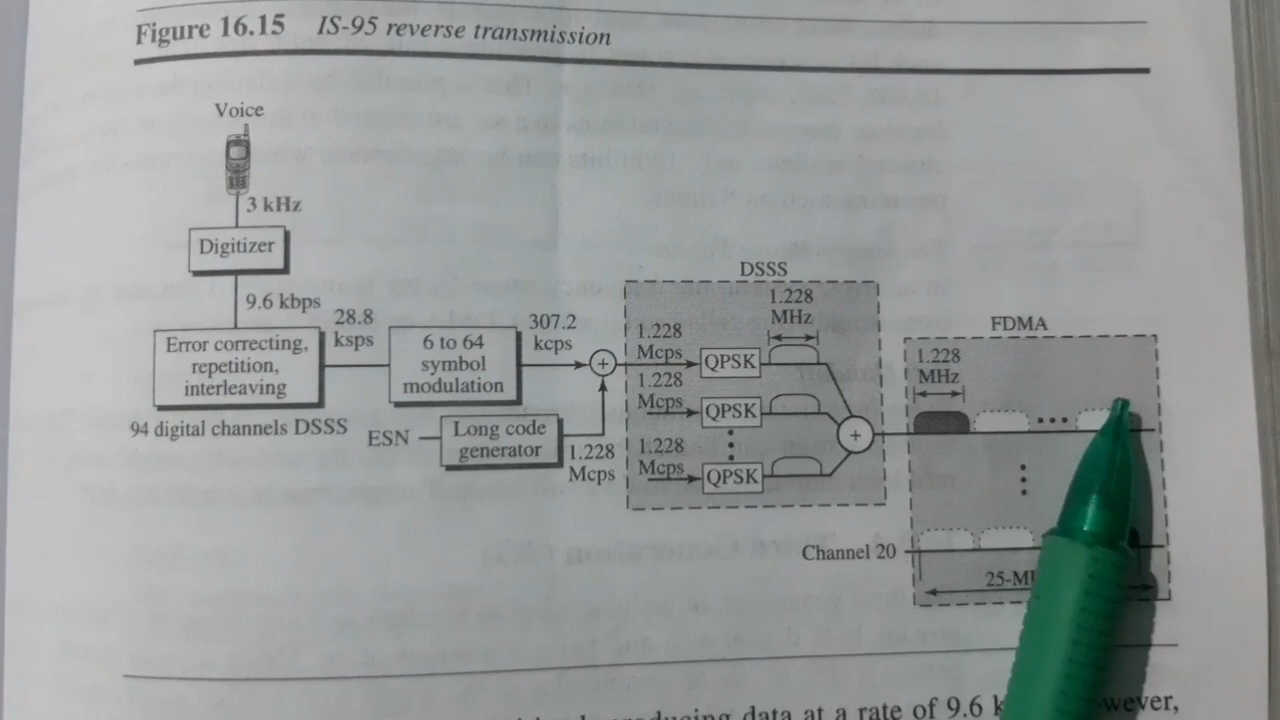 Figure 16.15 IS-95 reverse transmission
Voice
3 kHz
Digitizer
9.6 kbps
Error correcting,
repetition,
interleaving
28.8
ksps
6 to 64
symbol
modulation
307.2
kcps
+
94 digital channels DSSS
ESN
Long code
generator
1.228
Mcps
DSSS
1.228
MHz
1.228
Mcps
QPSK
1.228
Mcps
QPSK
1.228
Mcps
QPSK
+
FDMA
1.228
MHz
Channel 20
producing data at a rate of 9.6